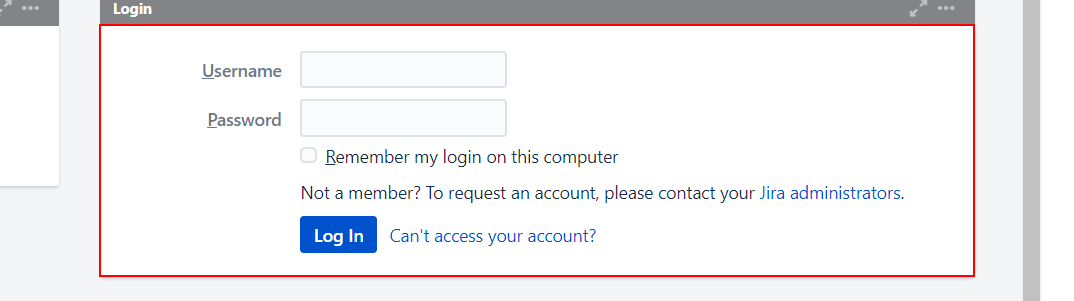 Login
Username
Password
Remember my login on this computer
Not a member? To request an account, please contact your Jira administrators.
Log In Can't access your account?